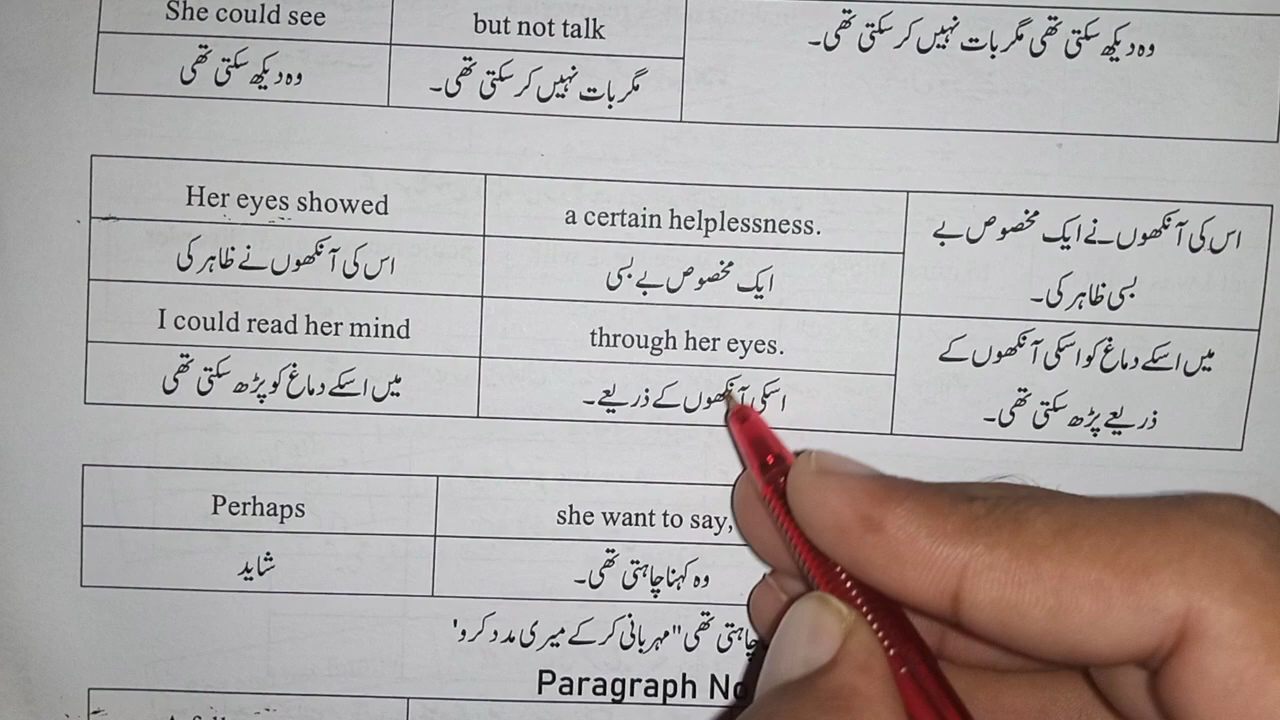 She could see
but not talk
وہ دیکھ سکتی تھی مگر بات نہیں کر سکتی تھی۔
وہ دیکھ سکتی تھی
مگر بات نہیں کر سکتی تھی۔
Her eyes showed
a certain helplessness.
اس کی آنکھوں نے ایک مخصوص بے
بسی ظاہر کی۔
اس کی آنکھوں نے ظاہر کی
ایک مخصوص بے بسی
I could read her mind
through her eyes.
میں اسکے دماغ کو اسکی آنکھوں کے
ذریعے پڑھ سکتی تھی۔
میں اسکے دماغ کو پڑھ سکتی تھی
اسکی آنکھوں کے ذریعے۔
Perhaps
she want to say,
شاید
وہ کہنا چاہتی تھی۔
چاہتی تھی "مہربانی کر کے میری مدد کرو'
Paragraph